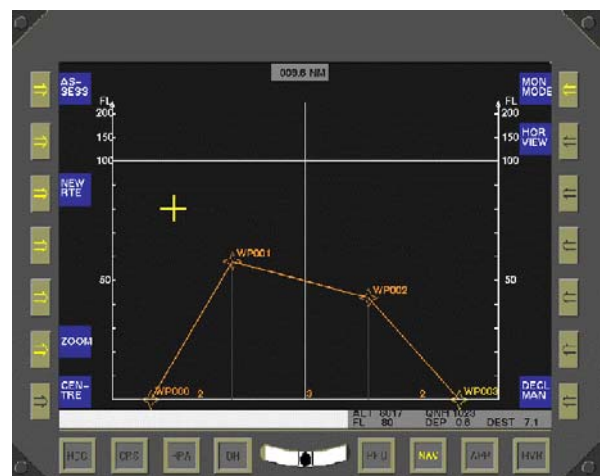 009.6 NM
AS-
SESS
MON
MODE
FL
FL
200
200
HOR
VIEW
150
150
100
100
NEW
RTE
WP001
50
50
WP002
ZOOM
CEN-
TRE
WP000
2
3
2
WP003
DECL
MAN
ALT 6017 QNH 1023
FL 80 DEP 0.6 DEST 7.1
CRS
NAV